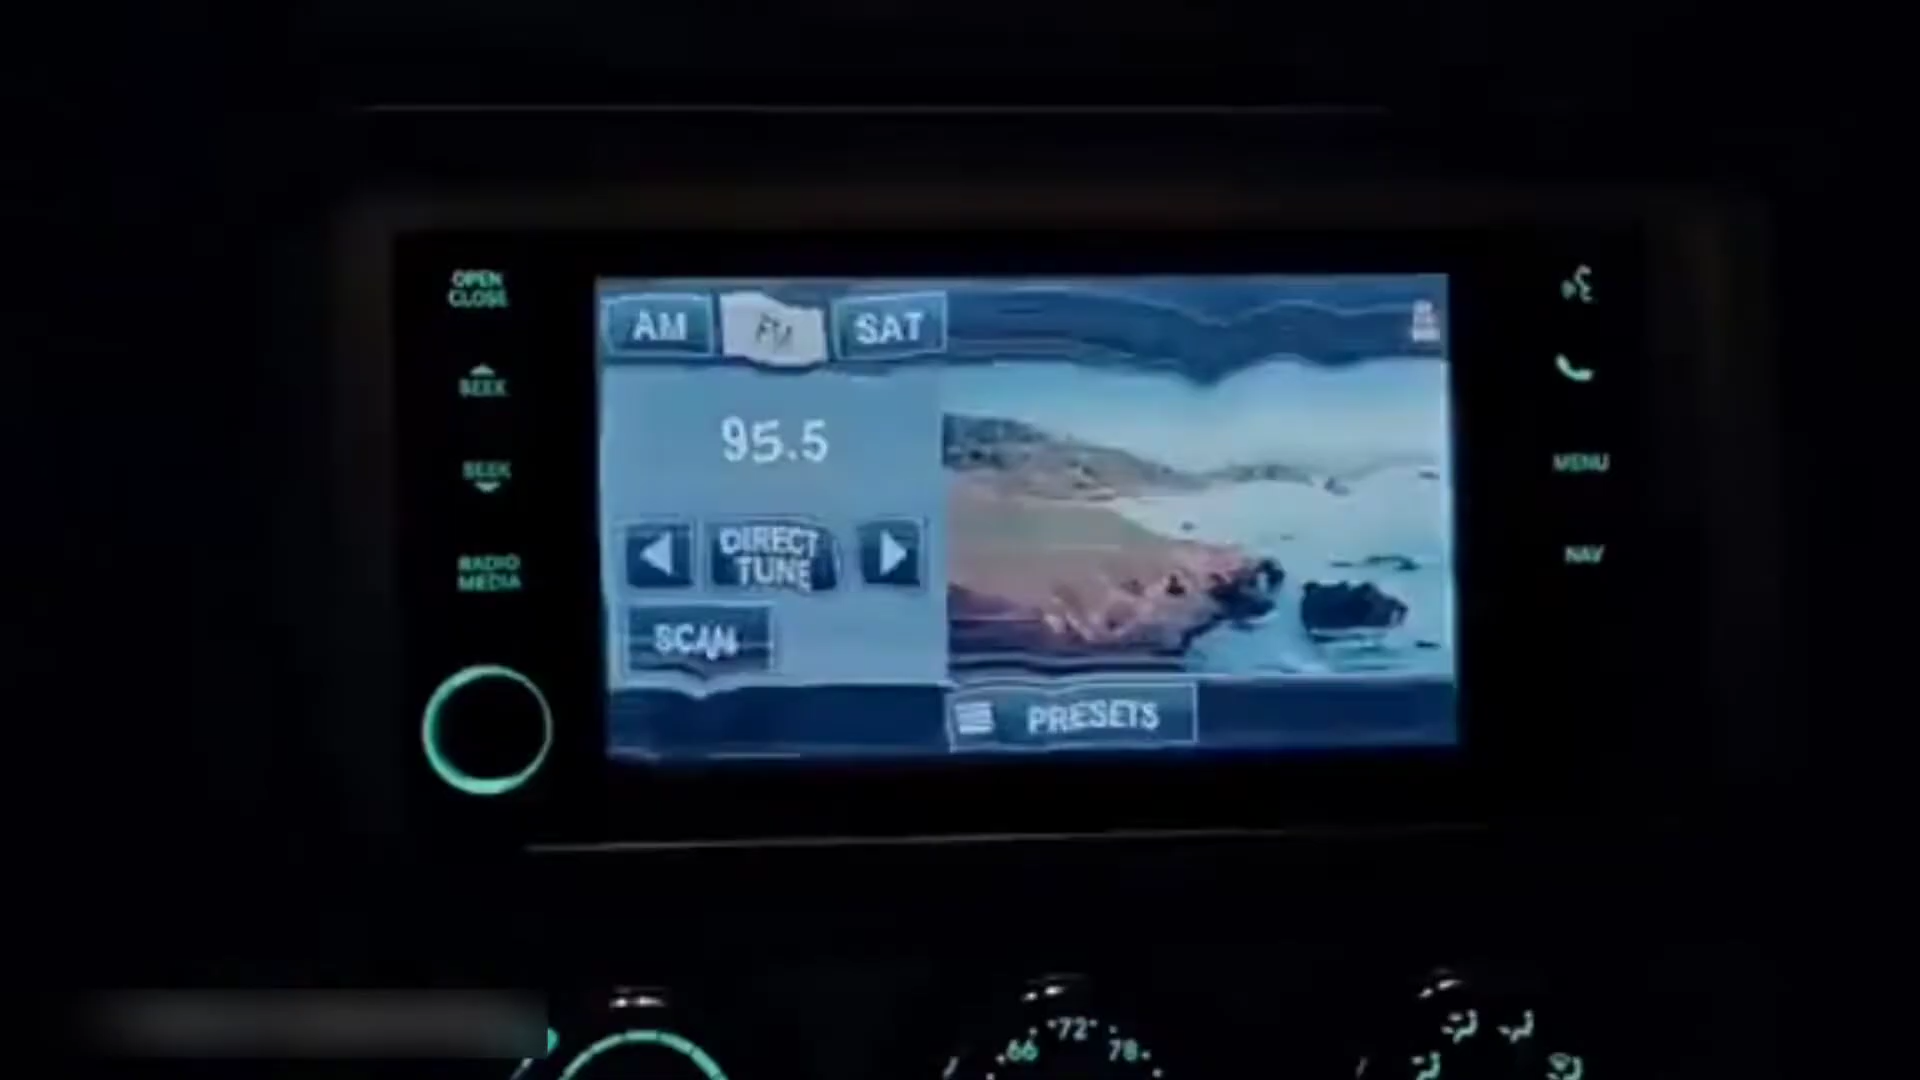 OPEN
CLOSE
SEEK
SEEK
RADIO
MEDIA
AM FM SAT
95.5
DIRECT
TUNE
SCAN
PRESETS
MENU
NAV
66 72 78